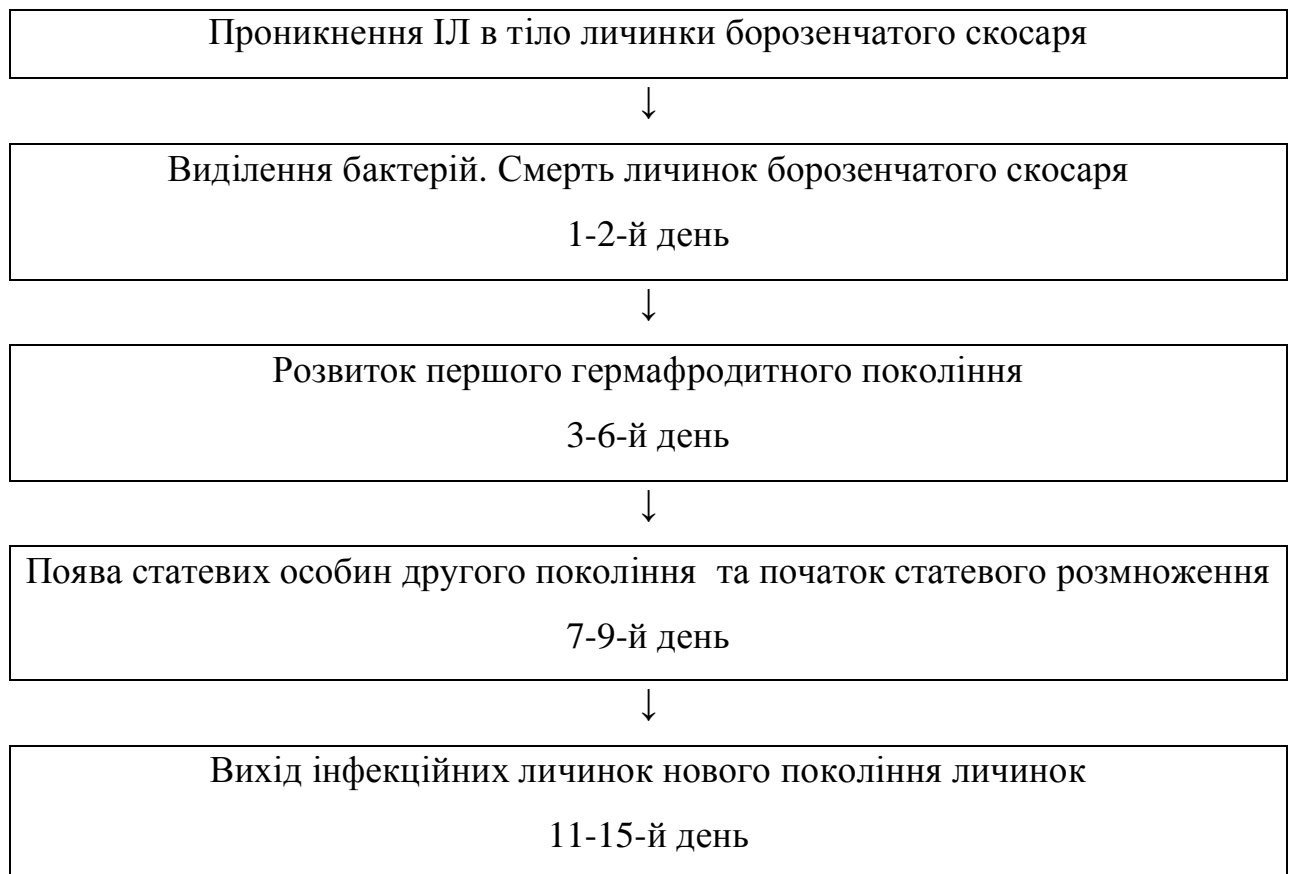 Проникнення ІЛ в тіло личинки борозенчатого скосаря
↓
Виділення бактерій. Смерть личинок борозенчатого скосаря
1-2-й день
↓
Розвиток першого гермафродитного покоління
3-6-й день
↓
Поява статевих особин другого покоління та початок статевого розмноження
7-9-й день
↓
Вихід інфекційних личинок нового покоління личинок
11-15-й день